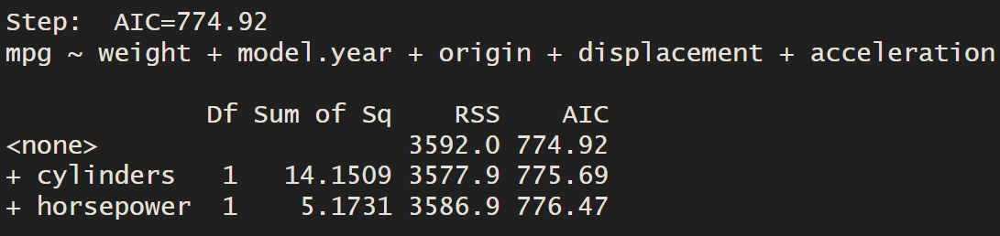 Step:  AIC=774.92
mpg ~ weight + model.year + origin + displacement + acceleration
Df Sum of Sq    RSS    AIC
<none>                    3592.0 774.92
+ cylinders   1   14.1509 3577.9 775.69
+ horsepower  1    5.1731 3586.9 776.47